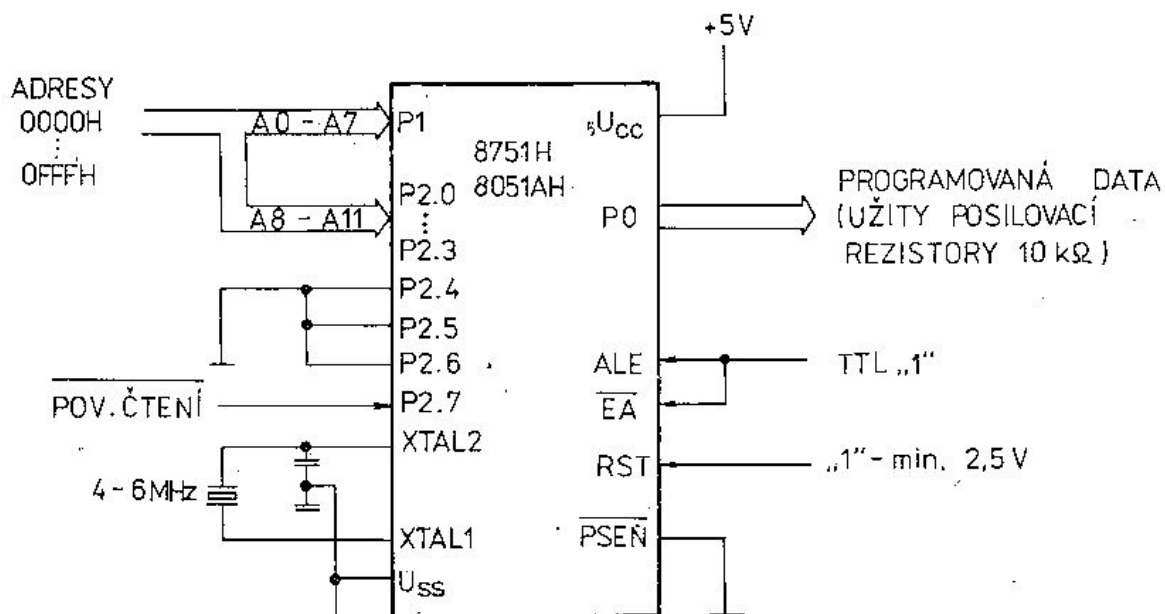 +5V
ADRESY
0000H
⋮
0FFFH
A0 - A7
P1
8751H
8051AH
UCC
P2.0
⋮
P2.3
A8 - A11
P0
PROGRAMOVANÁ DATA
(UŽITY POSILOVACÍ
REZISTORY 10 kΩ)
P2.4
P2.5
P2.6
P2.7
POV. ČTENÍ
ALE
EA
TTL „1"
XTAL2
4-6MHz
RST
„1" - min. 2,5 V
XTAL1
PSEN
USS